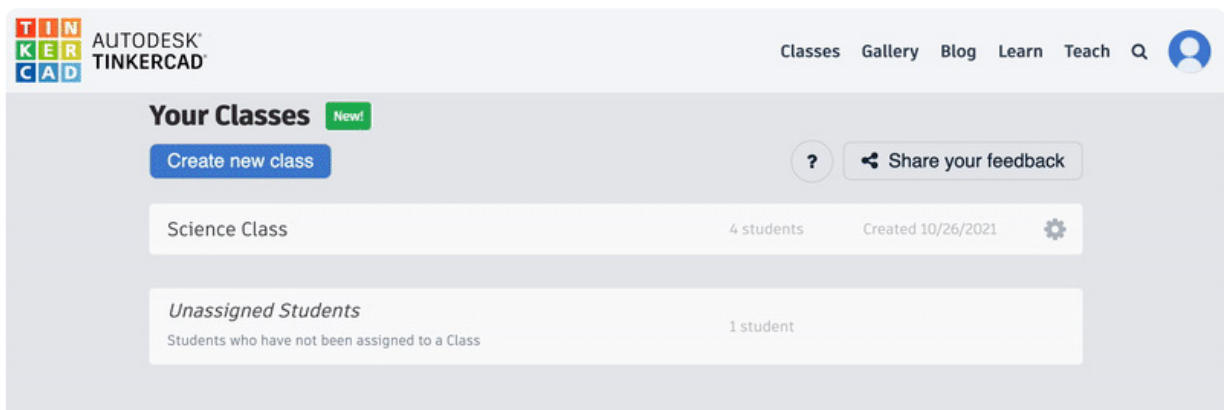 TIN
KER
CAD
AUTODESK®
TINKERCAD®
Classes Gallery Blog Learn Teach
Your Classes New!
Create new class ? Share your feedback
Science Class 4 students Created 10/26/2021
Unassigned Students
Students who have not been assigned to a Class
1 student